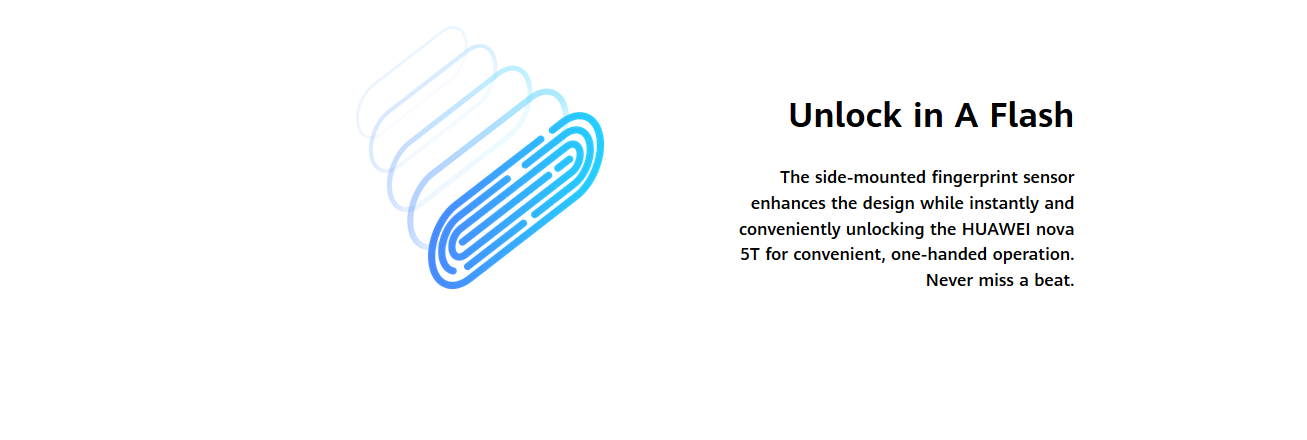 Unlock in A Flash
The side-mounted fingerprint sensor
enhances the design while instantly and
conveniently unlocking the HUAWEI nova
5T for convenient, one-handed operation.
Never miss a beat.